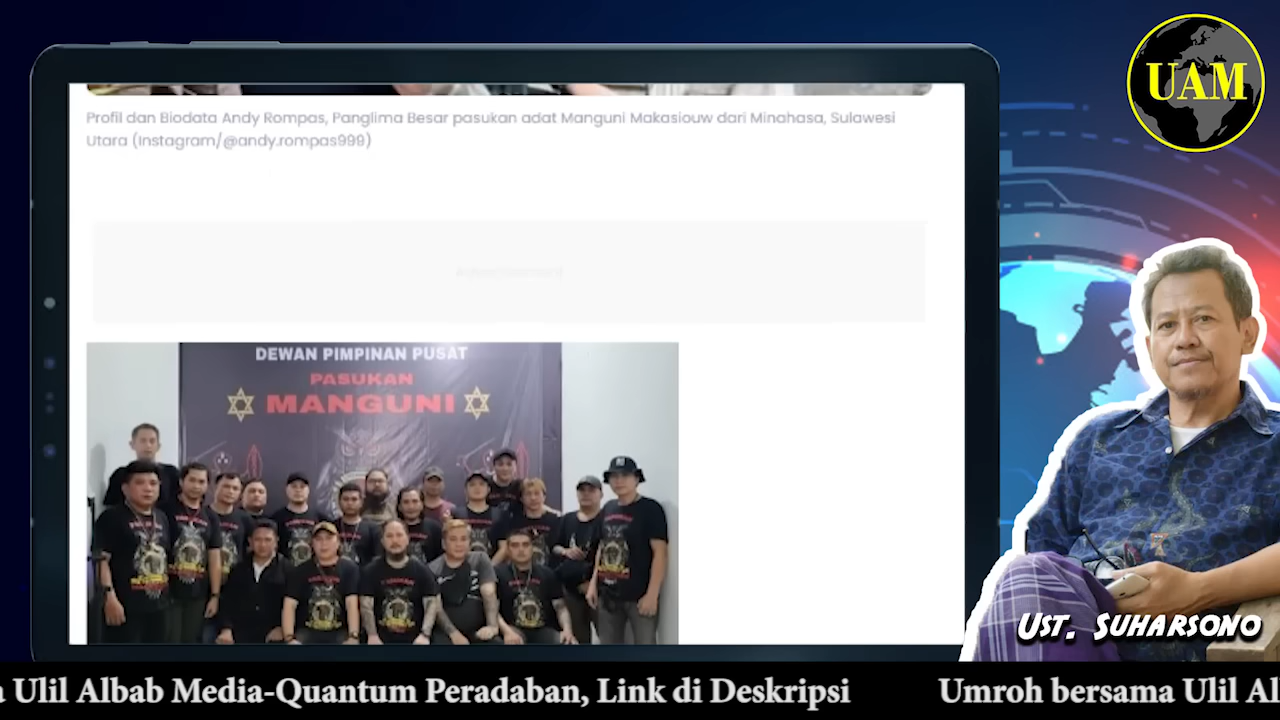 UAM
Profil dan Biodata Andy Rompas, Panglima Besar pasukan adat Manguni Makasiouw dari Minahasa, Sulawesi
Utara (Instagram/@andy.rompas999)
DEWAN PIMPINAN PUSAT
PASUKAN
MANGUNI
UST. SUHARSONO
a Ulil Albab Media-Quantum Peradaban, Link di Deskripsi
Umroh bersama Ulil Al